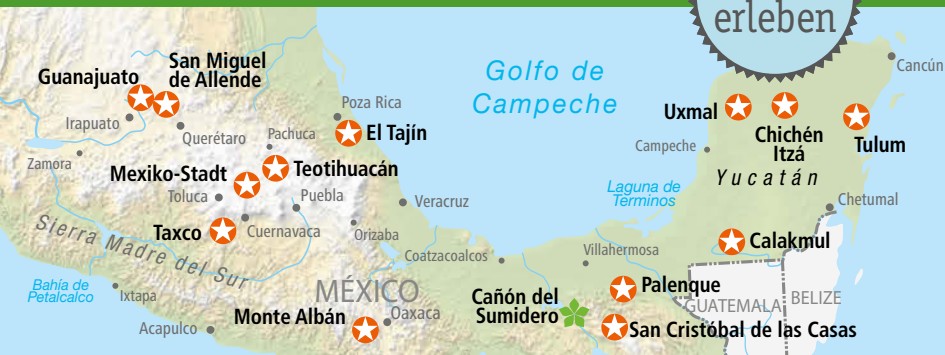 erleben
San Miguel
de Allende
Guanajuato
Golfo de
Campeche
Cancún
Irapuato
Querétaro
Poza Rica
El Tajín
Pachuca
Uxmal
Chichén
Itzá
Tulum
Campeche
Zamora
Mexiko-Stadt
Teotihuacán
Yucatán
Toluca
Puebla
Laguna de
Términos
Veracruz
Chetumal
Taxco
Cuernavaca
Orizaba
Sierra Madre del Sur
Coatzacoalcos
Villahermosa
Calakmul
Bahía de
Petalcalco
Ixtapa
MÉXICO
Cañón del
Sumidero
Palenque
GUATEMALA
BELIZE
Acapulco
Monte Albán
Oaxaca
San Cristóbal de las Casas